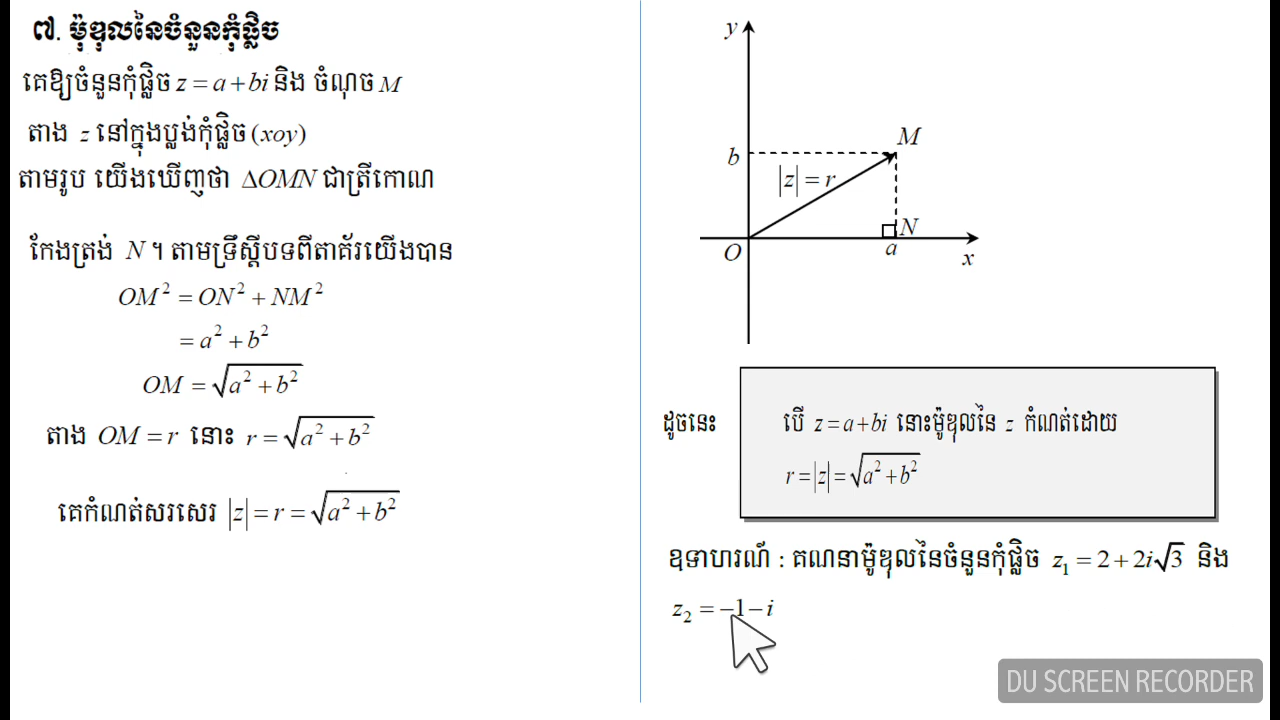 ៧. ម៉ូឌុលនៃចំនួនកុំផ្លិច
គេឱ្យចំនួនកុំផ្លិច z = a + bi និង ចំណុច M
តាង z នៅក្នុងប្លង់កុំផ្លិច (xoy)
តាមរូប យើងឃើញថា ΔOMN ជាត្រីកោណ
កែងត្រង់ N ។ តាមទ្រឹស្តីបទពីតាគ័រយើងបាន
OM² = ON² + NM²
= a² + b²
OM = √(a² + b²)
តាង OM = r នោះ r = √(a² + b²)
គេកំណត់សរសេរ |z| = r = √(a² + b²)
y
M
b
|z| = r
N
O
a
x
ដូចនេះ
បើ z = a + bi នោះម៉ូឌុលនៃ z កំណត់ដោយ
r = |z| = √(a² + b²)
ឧទាហរណ៍ : គណនាម៉ូឌុលនៃចំនួនកុំផ្លិច z₁ = 2 + 2i√3 និង
z₂ = −1 − i
DU SCREEN RECORDER